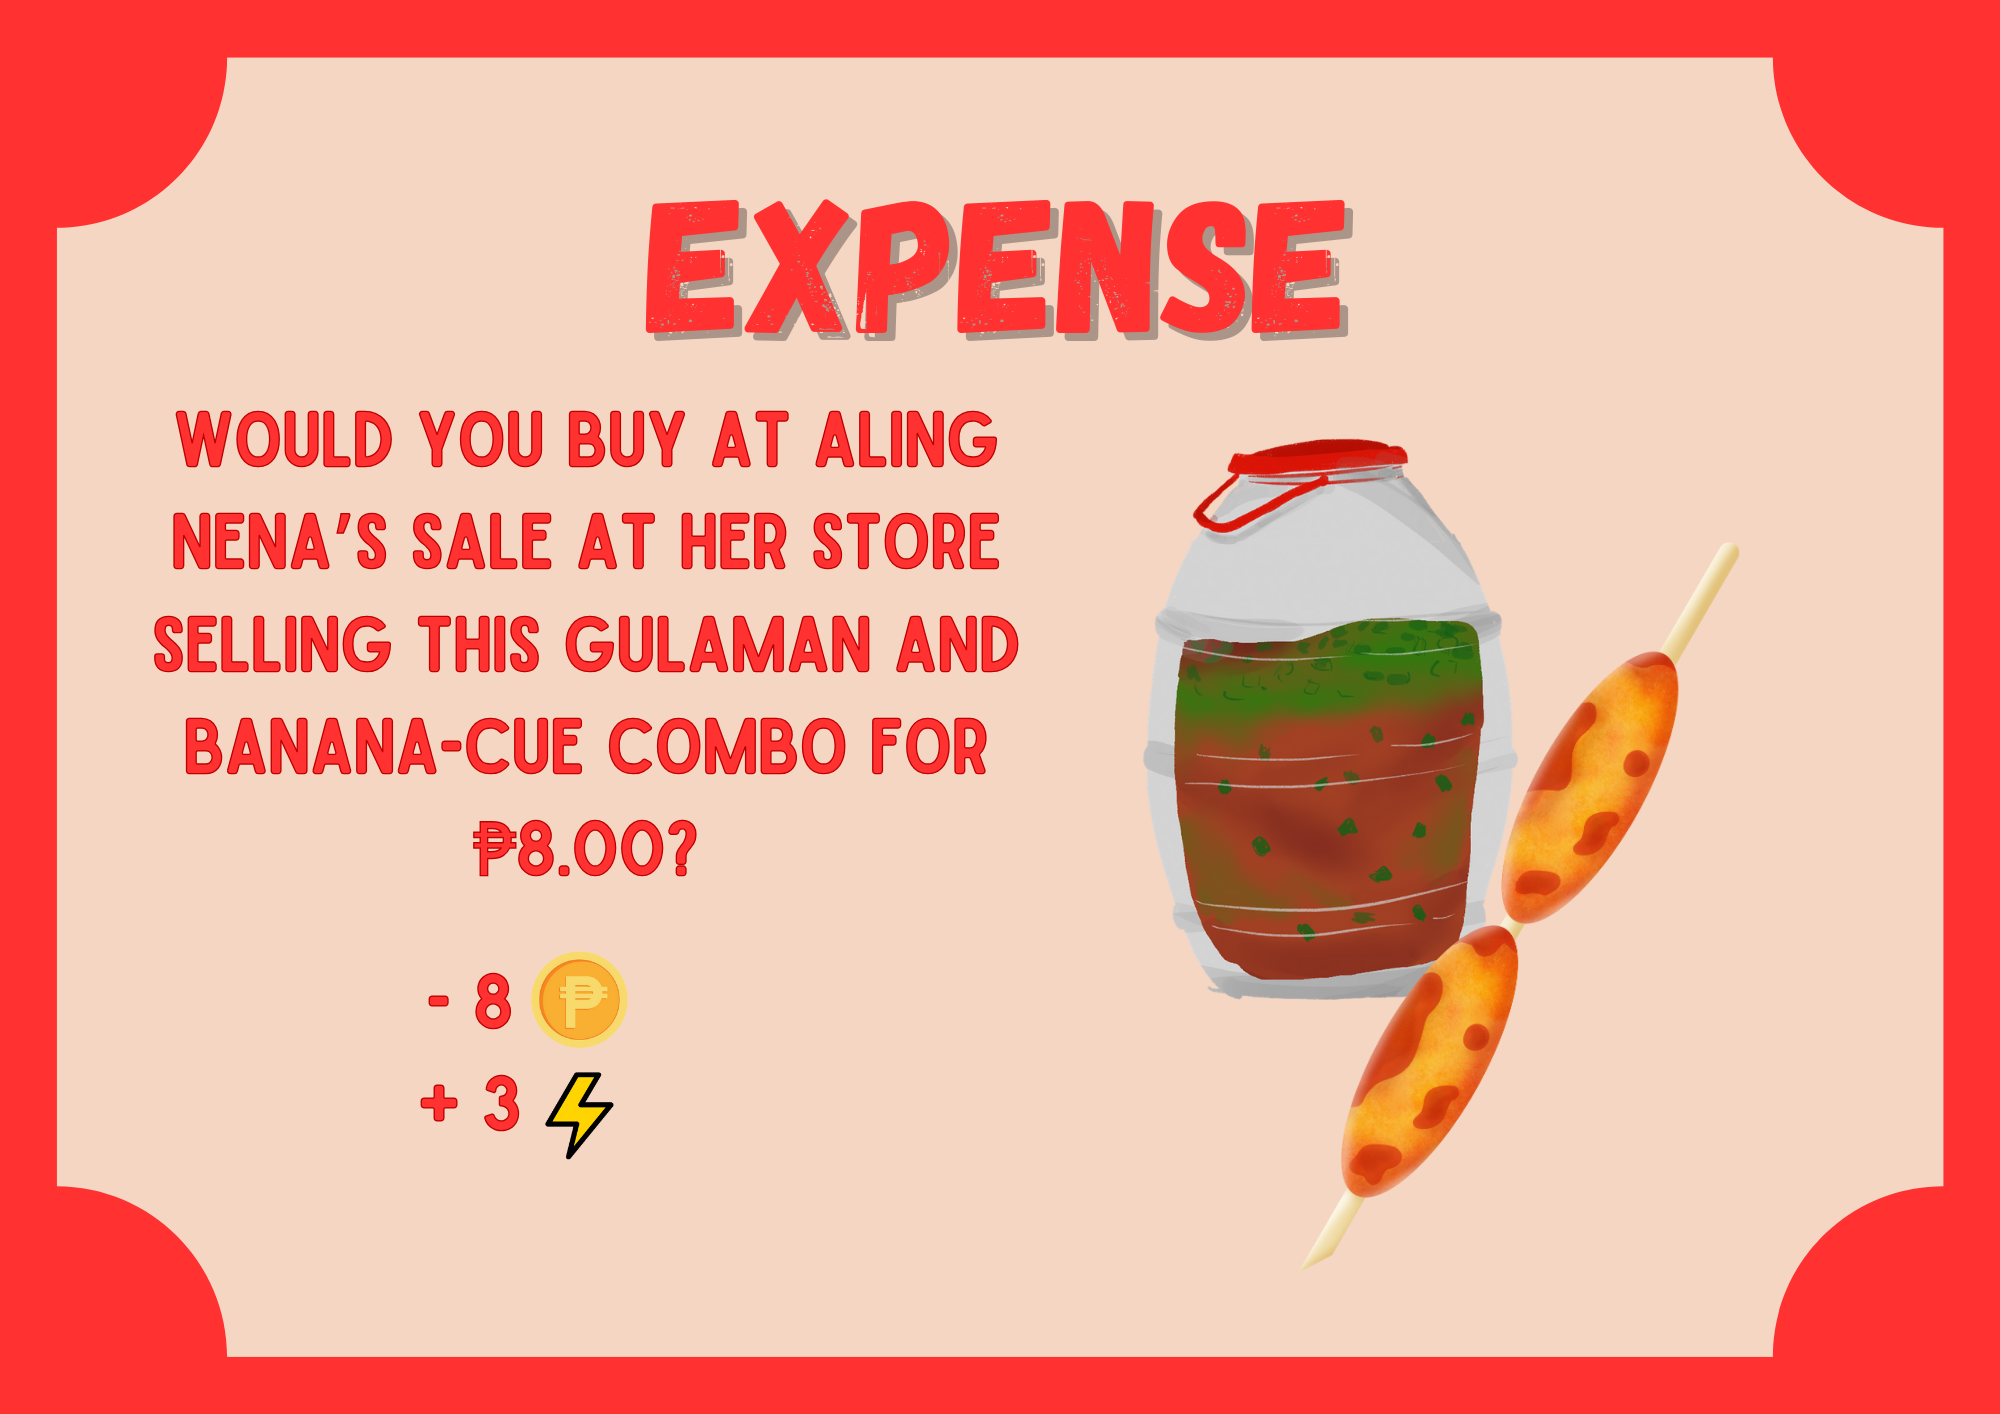 EXPENSE
WOULD YOU BUY AT ALING
NENA'S SALE AT HER STORE
SELLING THIS GULAMAN AND
BANANA-CUE COMBO FOR
₱8.00?
- 8 ₱
+ 3